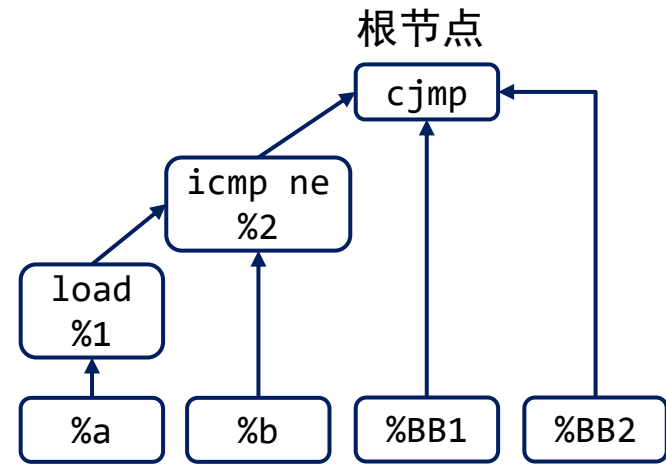 根节点
cjmp
icmp ne
%2
load
%1
%a
%b
%BB1
%BB2